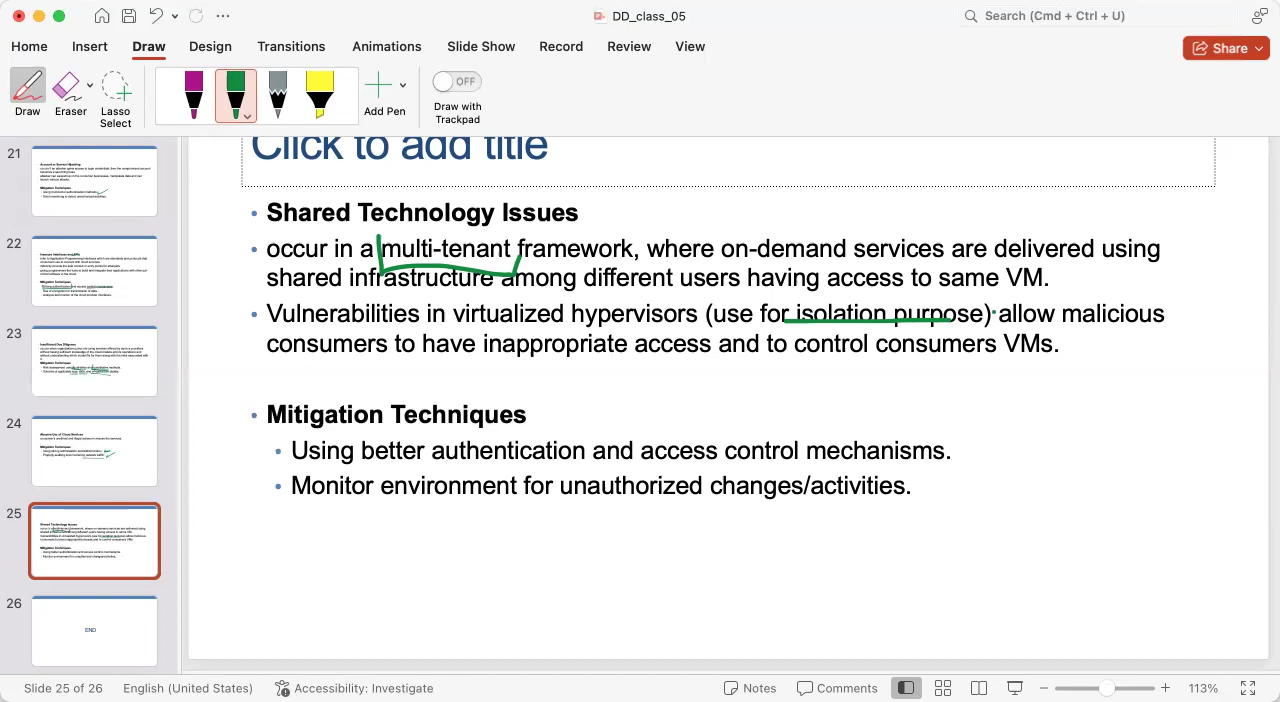 DD_class_05
Search (Cmd + Ctrl + U)
Home Insert Draw Design Transitions Animations Slide Show Record Review View
Share
OFF
Draw Eraser Lasso Select Add Pen Draw with Trackpad
Click to add title
Shared Technology Issues
occur in a multi-tenant framework, where on-demand services are delivered using
shared infrastructure among different users having access to same VM.
Vulnerabilities in virtualized hypervisors (use for isolation purpose) allow malicious
consumers to have inappropriate access and to control consumers VMs.
Mitigation Techniques
Using better authentication and access control mechanisms.
Monitor environment for unauthorized changes/activities.
21
22
23
24
25
26
END
Slide 25 of 26 English (United States) Accessibility: Investigate Notes Comments 113%